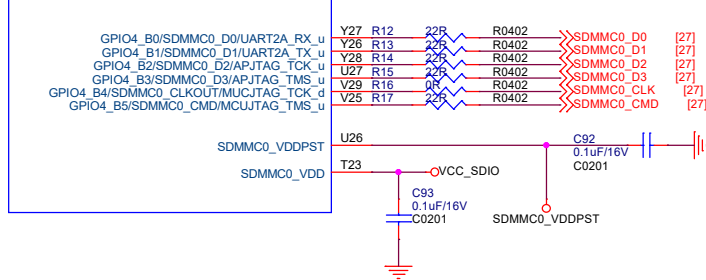 GPIO4_B0/SDMMC0_D0/UART2A_RX_u Y27 R12 22R R0402 SDMMC0_D0 [27]
GPIO4_B1/SDMMC0_D1/UART2A_TX_u Y26 R13 22R R0402 SDMMC0_D1 [27]
GPIO4_B2/SDMMC0_D2/APJTAG_TCK_u Y28 R14 22R R0402 SDMMC0_D2 [27]
GPIO4_B3/SDMMC0_D3/APJTAG_TMS_u U27 R15 22R R0402 SDMMC0_D3 [27]
GPIO4_B4/SDMMC0_CLKOUT/MUCJTAG_TCK_d V29 R16 0R R0402 SDMMC0_CLK [27]
GPIO4_B5/SDMMC0_CMD/MCUJTAG_TMS_u V25 R17 22R R0402 SDMMC0_CMD [27]
SDMMC0_VDDPST U26
C92
0.1uF/16V
C0201
SDMMC0_VDD T23 VCC_SDIO
C93
0.1uF/16V
C0201
SDMMC0_VDDPST